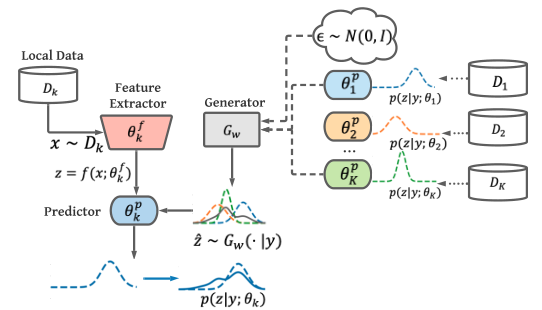 Local Data
D_k
x ~ D_k
Feature
Extractor
θ_k^f
z = f(x; θ_k^f)
Predictor
θ_k^p
Generator
G_w
ẑ ~ G_w(· |y)
p(z|y; θ_k)
ϵ ~ N(0, I)
θ_1^p
p(z|y; θ_1)
D_1
θ_2^p
p(z|y; θ_2)
D_2
...
θ_K^p
p(z|y; θ_K)
D_K